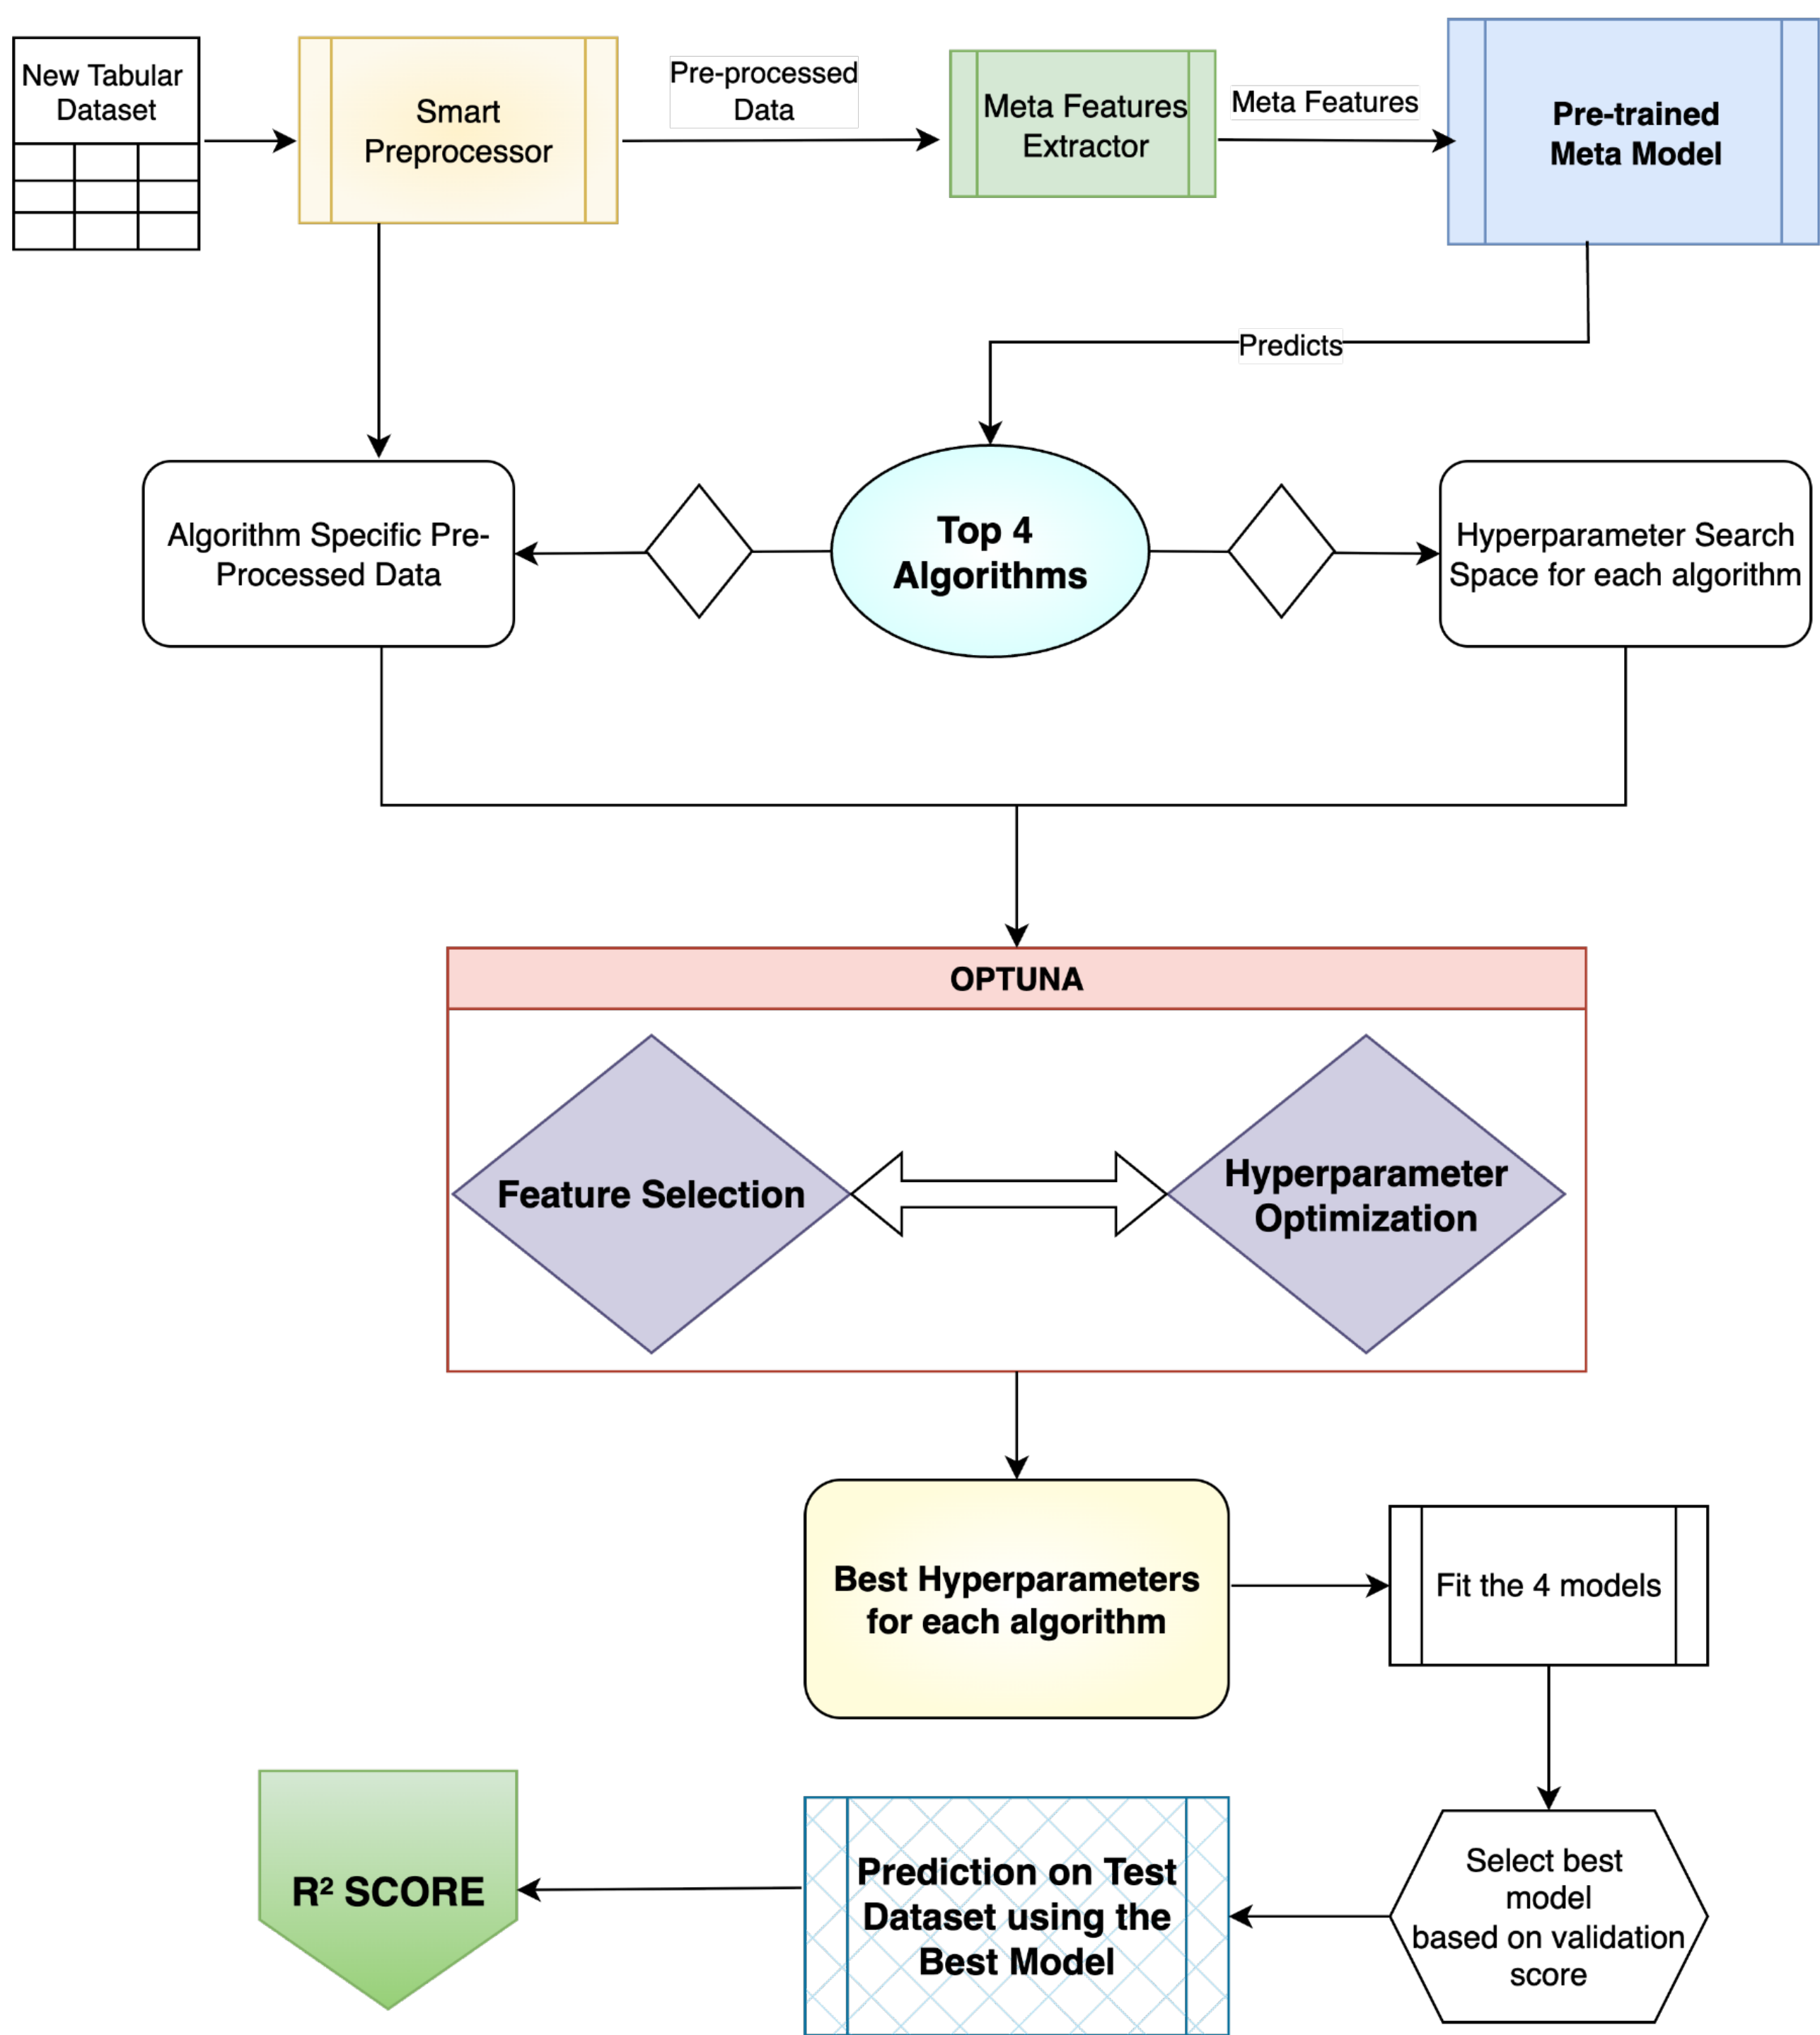 New Tabular
Dataset
Smart
Preprocessor
Pre-processed
Data
Meta Features
Extractor
Meta Features
Pre-trained
Meta Model
Predicts
Algorithm Specific Pre-
Processed Data
Top 4
Algorithms
Hyperparameter Search
Space for each algorithm
OPTUNA
Feature Selection
Hyperparameter
Optimization
Best Hyperparameters
for each algorithm
Fit the 4 models
Select best
model
based on validation
score
Prediction on Test
Dataset using the
Best Model
R² SCORE